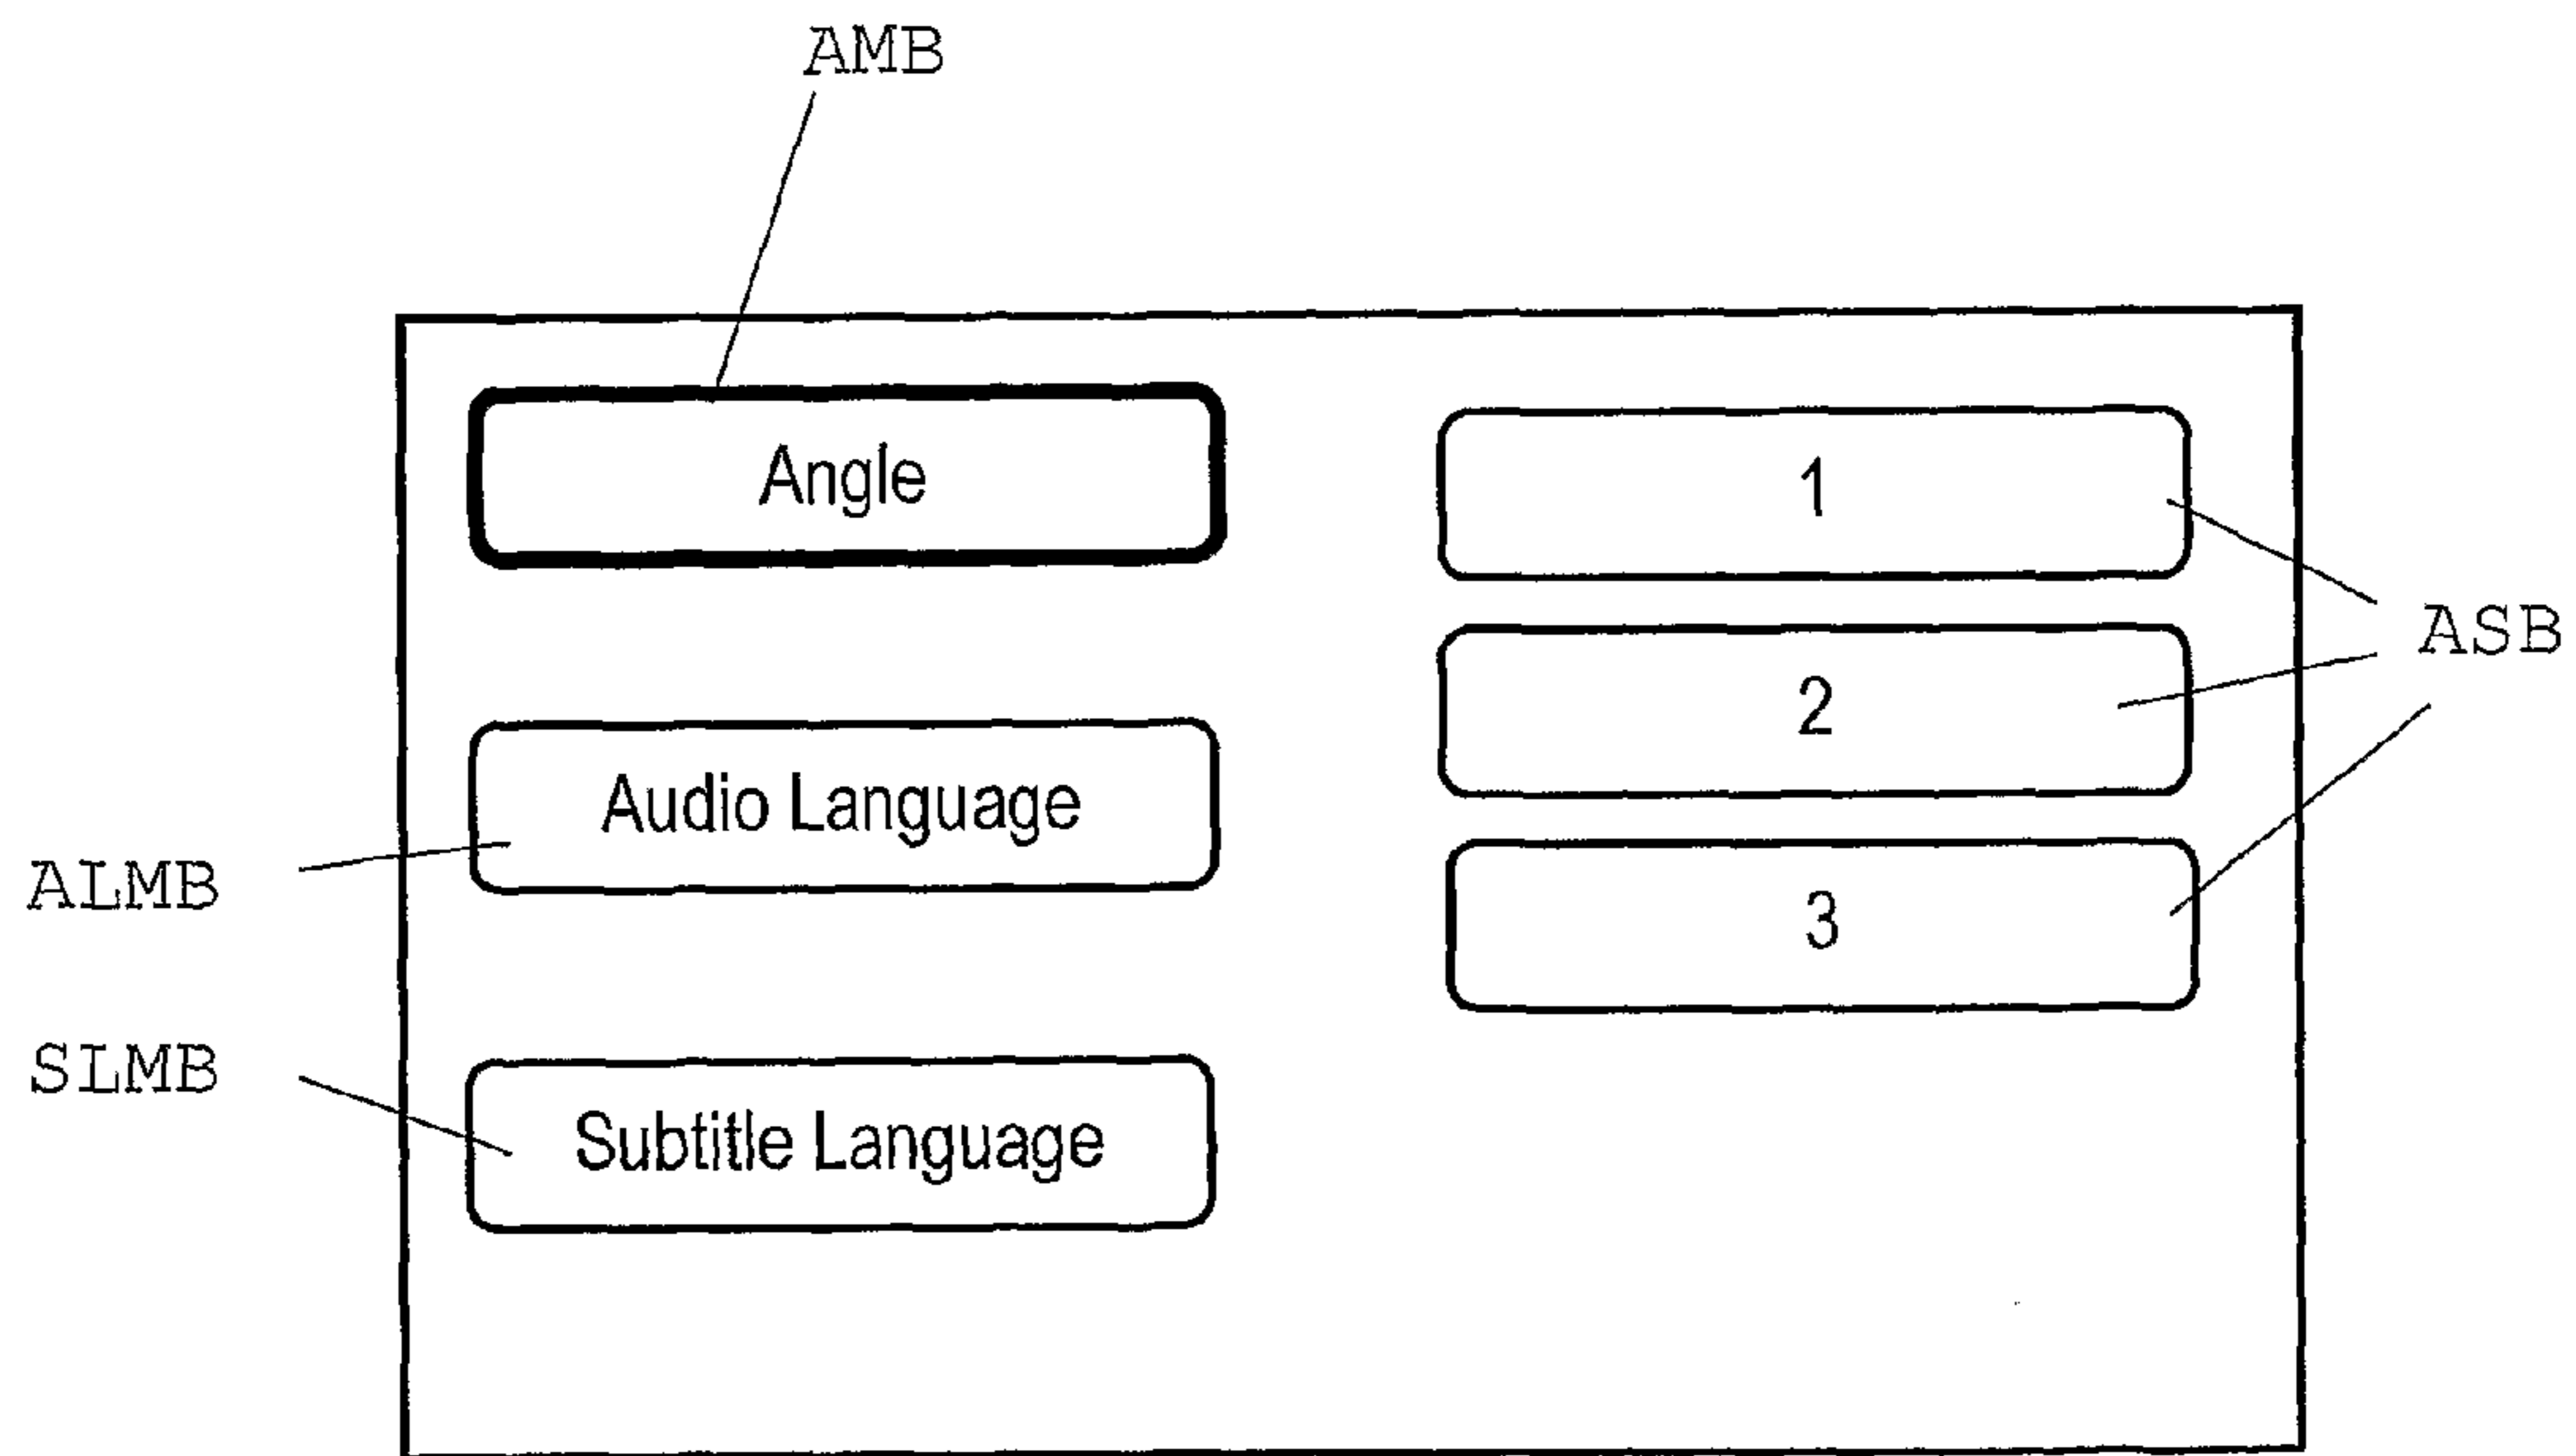 AMB
Angle
1
ASB
2
Audio Language
ALMB
3
SLMB
Subtitle Language